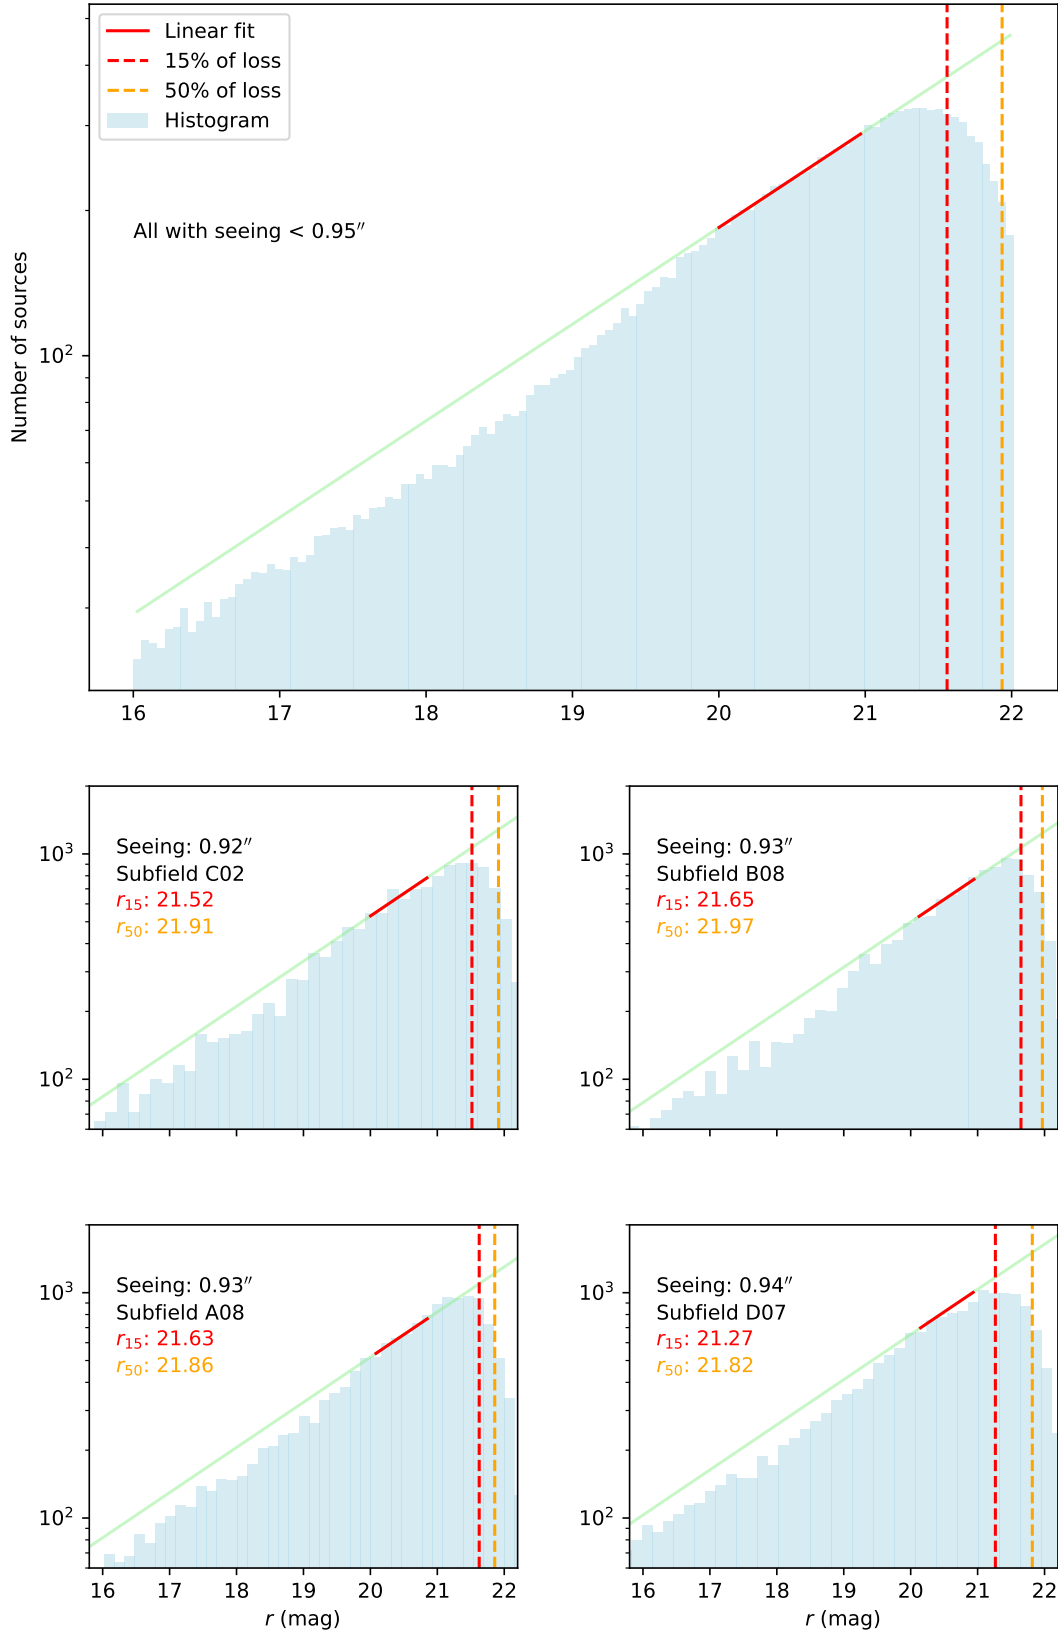 Linear fit
15% of loss
50% of loss
Histogram
All with seeing < 0.95″
Number of sources
10²
16 17 18 19 20 21 22
10³
10²
Seeing: 0.92″
Subfield C02
r₁₅: 21.52
r₅₀: 21.91
10³
10²
Seeing: 0.93″
Subfield B08
r₁₅: 21.65
r₅₀: 21.97
10³
10²
Seeing: 0.93″
Subfield A08
r₁₅: 21.63
r₅₀: 21.86
16 17 18 19 20 21 22
r (mag)
10³
10²
Seeing: 0.94″
Subfield D07
r₁₅: 21.27
r₅₀: 21.82
16 17 18 19 20 21 22
r (mag)